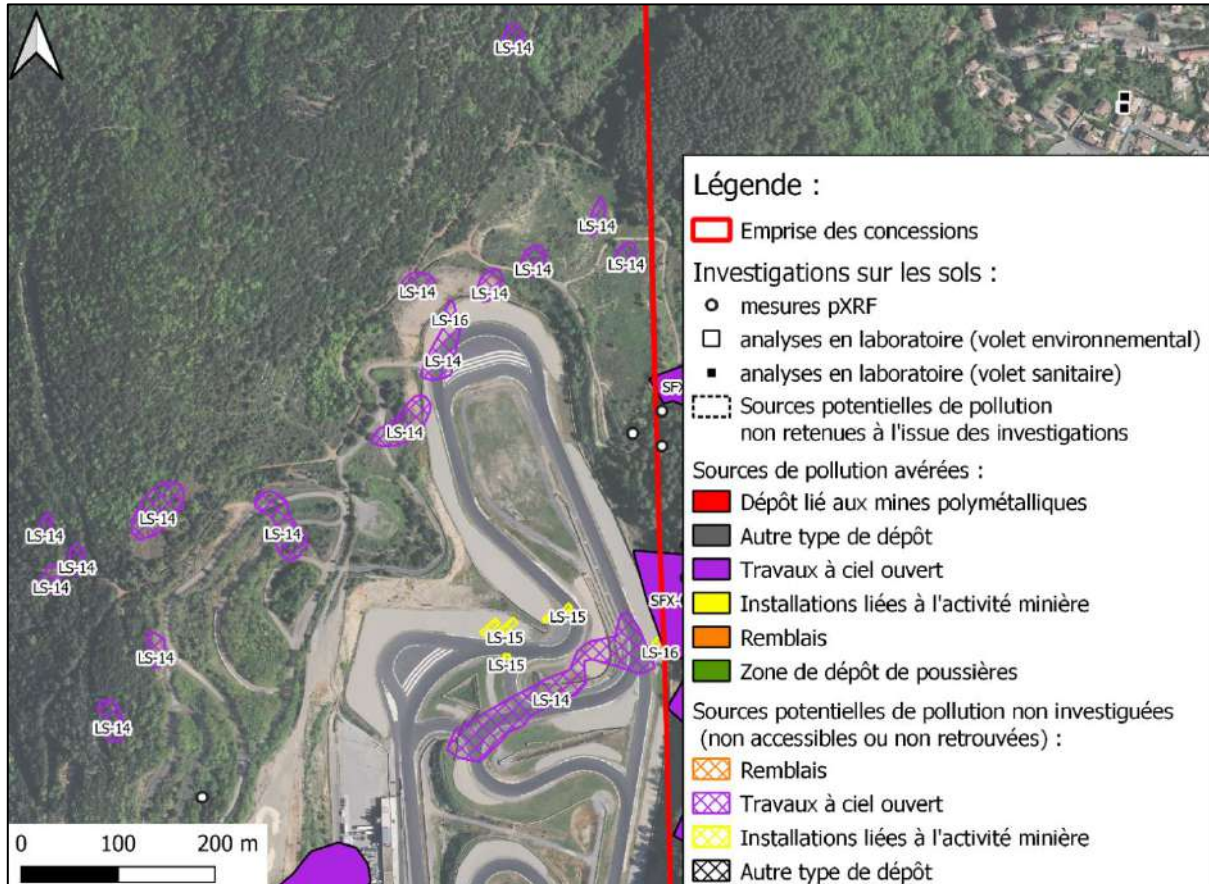 LS-14
LS-14
LS-14
LS-14
LS-14
LS-14
LS-14
LS-16
LS-14
LS-14
LS-14
LS-14
LS-14
LS-14
LS-14
LS-14
LS-14
LS-15
LS-15
LS-15
LS-14
LS-16
SFX
SFX-
0 100 200 m
Légende :
Emprise des concessions
Investigations sur les sols :
mesures pXRF
analyses en laboratoire (volet environnemental)
analyses en laboratoire (volet sanitaire)
Sources potentielles de pollution
non retenues à l'issue des investigations
Sources de pollution avérées :
Dépôt lié aux mines polymétalliques
Autre type de dépôt
Travaux à ciel ouvert
Installations liées à l'activité minière
Remblais
Zone de dépôt de poussières
Sources potentielles de pollution non investiguées
(non accessibles ou non retrouvées) :
Remblais
Travaux à ciel ouvert
Installations liées à l'activité minière
Autre type de dépôt